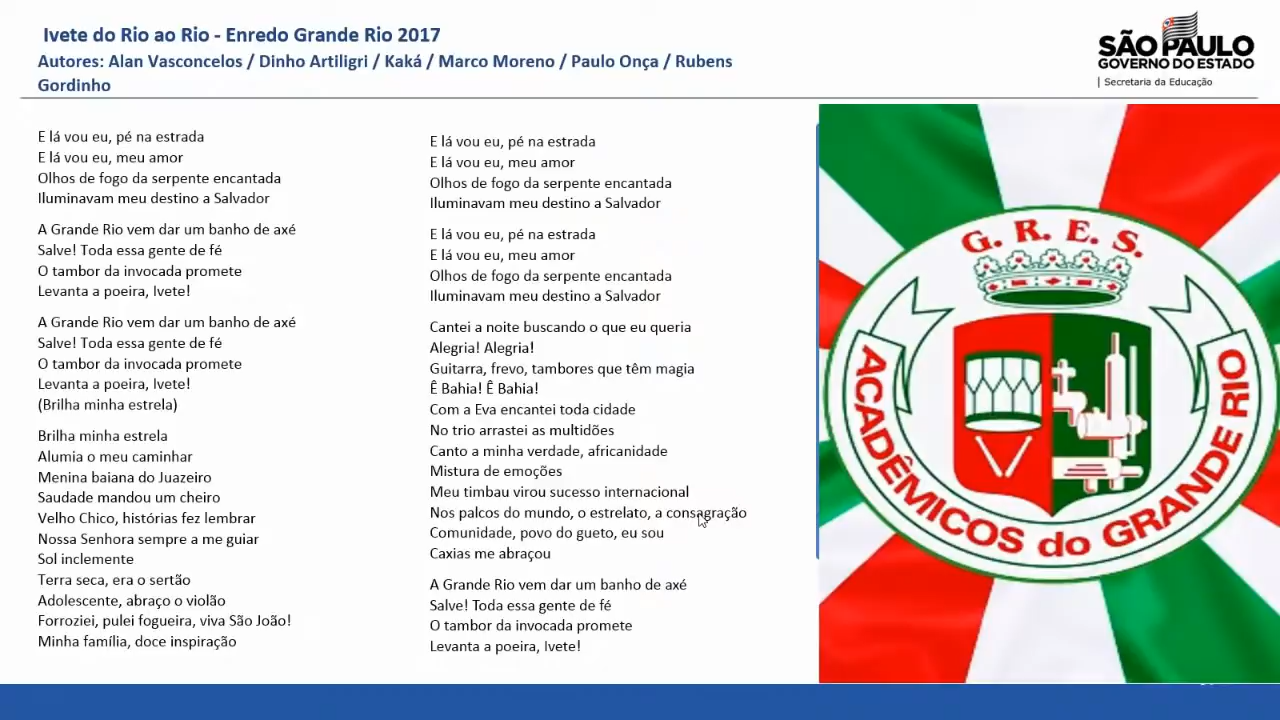 Ivete do Rio ao Rio - Enredo Grande Rio 2017
Autores: Alan Vasconcelos / Dinho Artiligri / Kaká / Marco Moreno / Paulo Onça / Rubens
Gordinho
SÃO PAULO
GOVERNO DO ESTADO
Secretaria da Educação
E lá vou eu, pé na estrada
E lá vou eu, meu amor
Olhos de fogo da serpente encantada
Iluminavam meu destino a Salvador
A Grande Rio vem dar um banho de axé
Salve! Toda essa gente de fé
O tambor da invocada promete
Levanta a poeira, Ivete!
A Grande Rio vem dar um banho de axé
Salve! Toda essa gente de fé
O tambor da invocada promete
Levanta a poeira, Ivete!
(Brilha minha estrela)
Brilha minha estrela
Alumia o meu caminhar
Menina baiana do Juazeiro
Saudade mandou um cheiro
Velho Chico, histórias fez lembrar
Nossa Senhora sempre a me guiar
Sol inclemente
Terra seca, era o sertão
Adolescente, abraço o violão
Forroziei, pulei fogueira, viva São João!
Minha família, doce inspiração
E lá vou eu, pé na estrada
E lá vou eu, meu amor
Olhos de fogo da serpente encantada
Iluminavam meu destino a Salvador
E lá vou eu, pé na estrada
E lá vou eu, meu amor
Olhos de fogo da serpente encantada
Iluminavam meu destino a Salvador
Cantei a noite buscando o que eu queria
Alegria! Alegria!
Guitarra, frevo, tambores que têm magia
Ê Bahia! Ê Bahia!
Com a Eva encantei toda cidade
No trio arrastei as multidões
Canto a minha verdade, africanidade
Mistura de emoções
Meu timbau virou sucesso internacional
Nos palcos do mundo, o estrelato, a consagração
Comunidade, povo do gueto, eu sou
Caxias me abraçou
A Grande Rio vem dar um banho de axé
Salve! Toda essa gente de fé
O tambor da invocada promete
Levanta a poeira, Ivete!
G. R. E. S.
ACADÊMICOS do GRANDE RIO